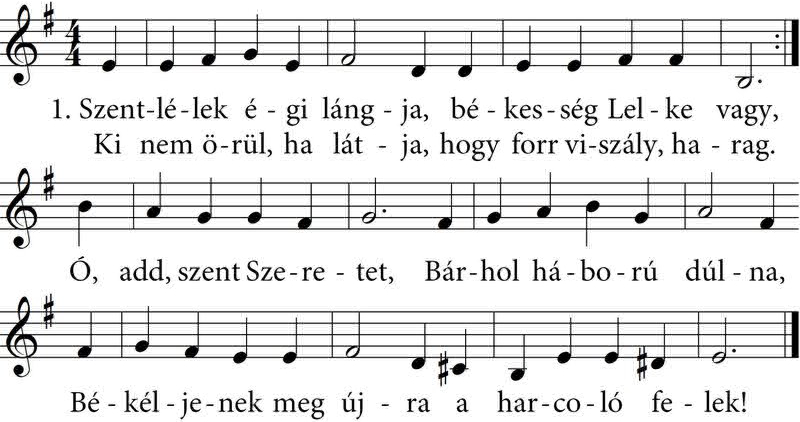 1. Szent-lé-lek é-gi láng-ja, bé-kes-ség Lel-ke vagy,
Ki nem ö-rül, ha lát-ja, hogy forr vi-szály, ha-rag.
Ó, add, szent Sze-re-tet, Bár-hol há-bo-rú dúl-na,
Bé-kél-je-nek meg új-ra a har-co-ló fe-lek!